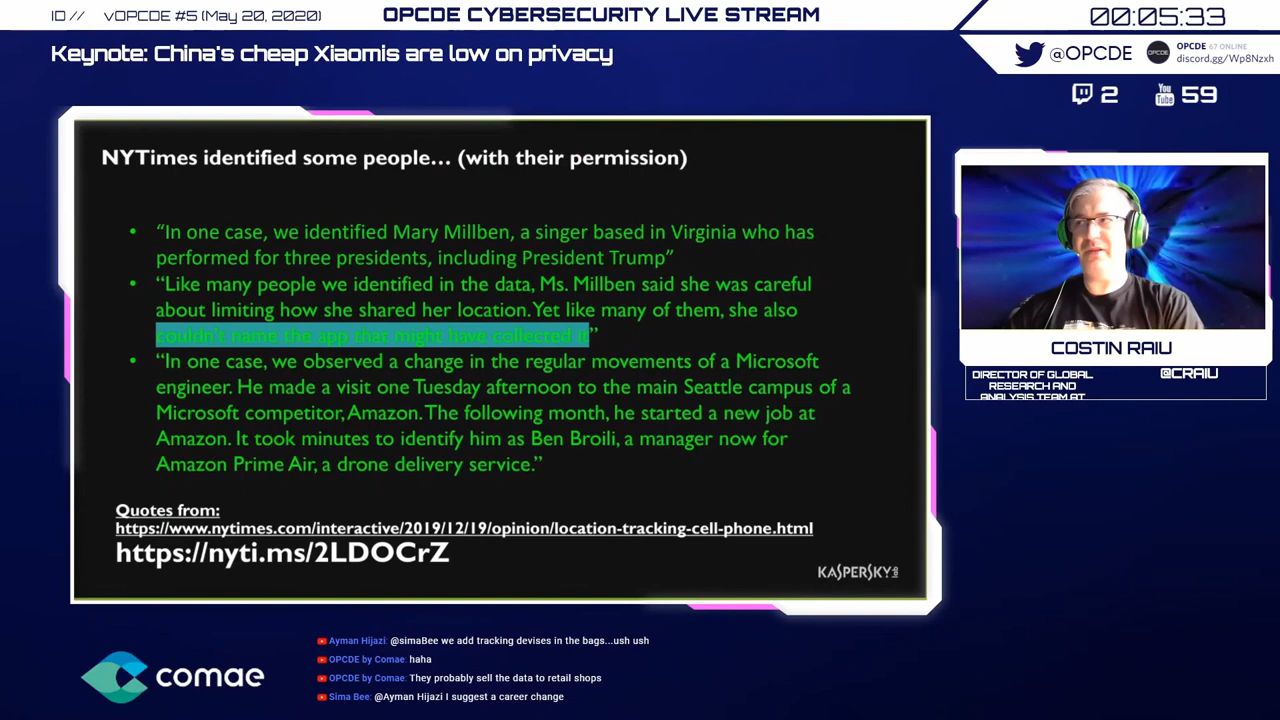 ID // vOPCDE #5 (May 20, 2020)
OPCDE CYBERSECURITY LIVE STREAM
00:05:33
Keynote: China's cheap Xiaomis are low on privacy
@OPCDE
OPCDE 67 ONLINE
discord.gg/Wp8Nzxh
2
You Tube 59
NYTimes identified some people... (with their permission)
• “In one case, we identified Mary Millben, a singer based in Virginia who has
performed for three presidents, including President Trump”
• “Like many people we identified in the data, Ms. Millben said she was careful
about limiting how she shared her location. Yet like many of them, she also
couldn't name the app that might have collected it”
• “In one case, we observed a change in the regular movements of a Microsoft
engineer. He made a visit one Tuesday afternoon to the main Seattle campus of a
Microsoft competitor, Amazon. The following month, he started a new job at
Amazon. It took minutes to identify him as Ben Broili, a manager now for
Amazon Prime Air, a drone delivery service.”
Quotes from:
https://www.nytimes.com/interactive/2019/12/19/opinion/location-tracking-cell-phone.html
https://nyti.ms/2LDOCrZ
KASPERSKY lab
COSTIN RAIU
DIRECTOR OF GLOBAL
RESEARCH AND
ANALYSIS TEAM AT
@CRAIU
comae
Ayman Hijazi: @simaBee we add tracking devises in the bags...ush ush
OPCDE by Comae: haha
OPCDE by Comae: They probably sell the data to retail shops
Sima Bee: @Ayman Hijazi I suggest a career change